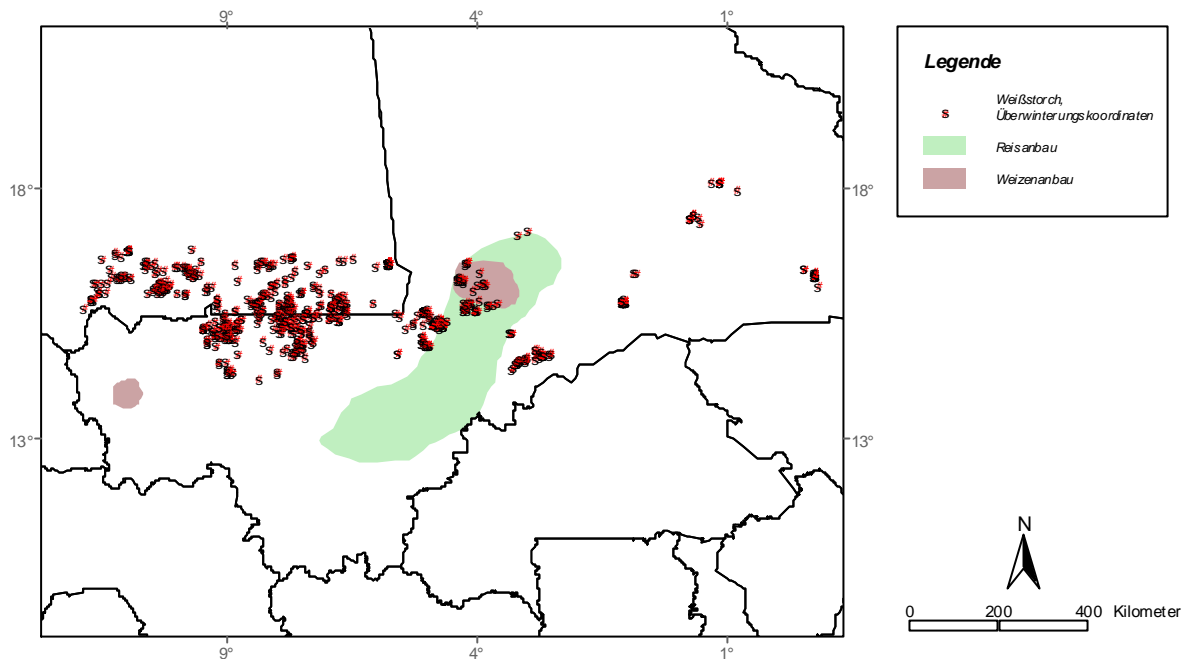 9° 4° 1°
Legende
Weißstorch,
Überwinterungskoordinaten
Reisanbau
Weizenanbau
18° 18°
13° 13°
N
0 200 400 Kilometer
9° 4° 1°